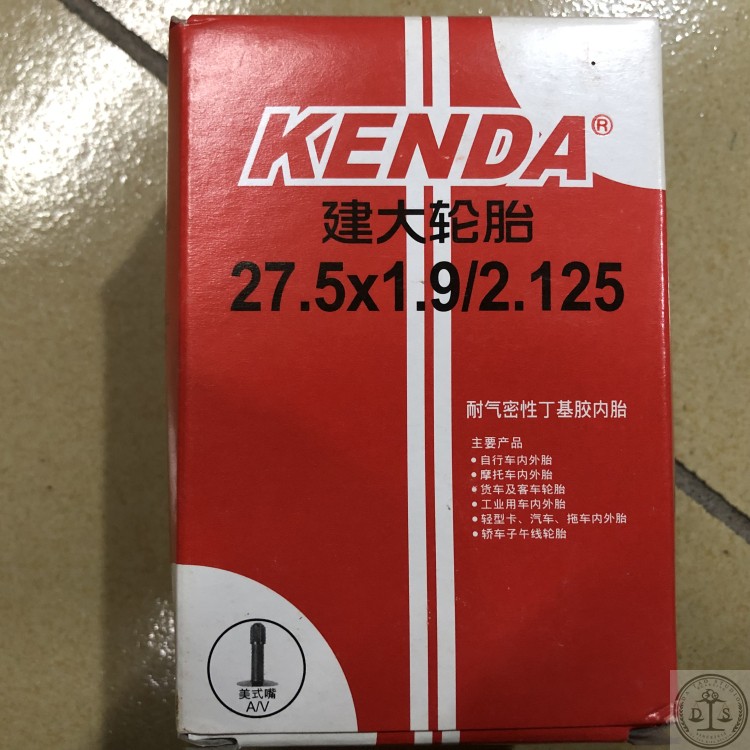 KENDA®
建大轮胎
27.5x1.9/2.125
耐气密性丁基胶内胎
主要产品
•自行车内外胎
•摩托车内外胎
•货车及客车轮胎
•工业用车内外胎
•轻型卡、汽车、拖车内外胎
•轿车子午线轮胎
美式嘴
A/V
D S